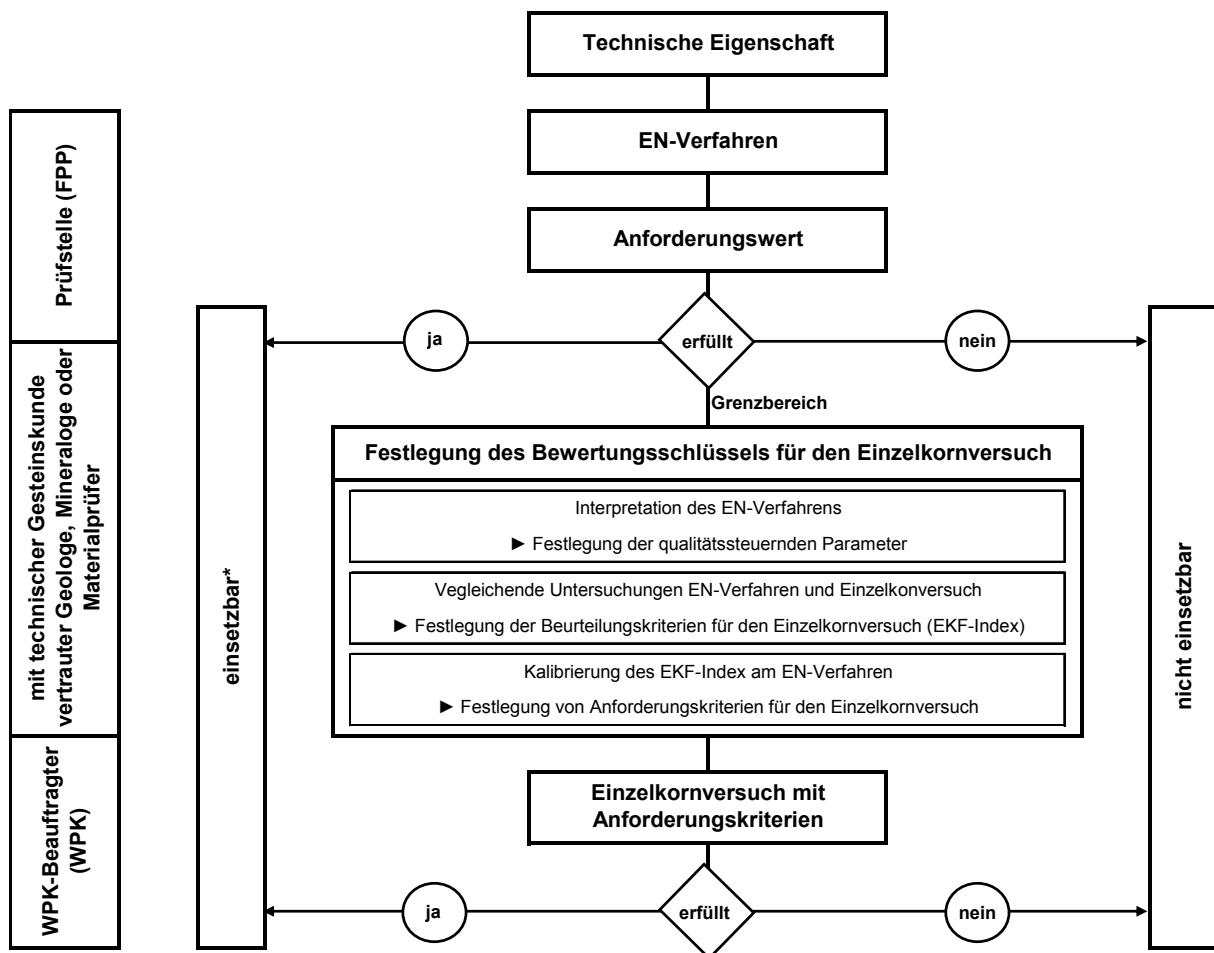 Technische Eigenschaft
EN-Verfahren
Anforderungswert
erfüllt
ja
nein
Grenzbereich
Festlegung des Bewertungsschlüssels für den Einzelkornversuch
Interpretation des EN-Verfahrens
► Festlegung der qualitätssteuernden Parameter
Vegleichende Untersuchungen EN-Verfahren und Einzelkonversuch
► Festlegung der Beurteilungskriterien für den Einzelkornversuch (EKF-Index)
Kalibrierung des EKF-Index am EN-Verfahren
► Festlegung von Anforderungskriterien für den Einzelkornversuch
Einzelkornversuch mit
Anforderungskriterien
erfüllt
ja
nein
einsetzbar*
nicht einsetzbar
Prüfstelle (FPP)
mit technischer Gesteinskunde
vertrauter Geologe, Mineraloge oder
Materialprüfer
WPK-Beauftragter
(WPK)